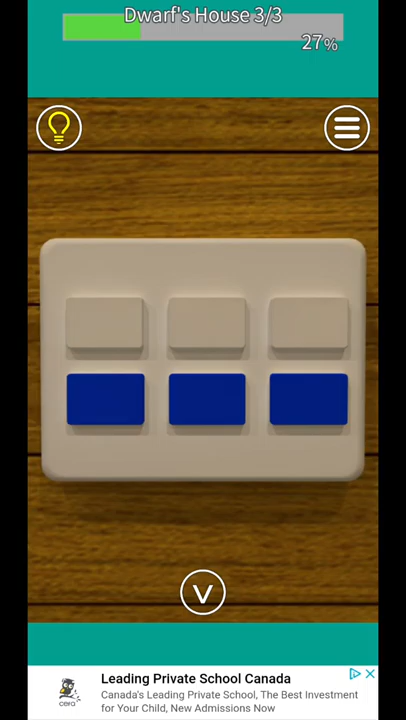 Dwarf's House 3/3
27%
Leading Private School Canada
Canada's Leading Private School, The Best Investment
for Your Child, New Admissions Now
cera